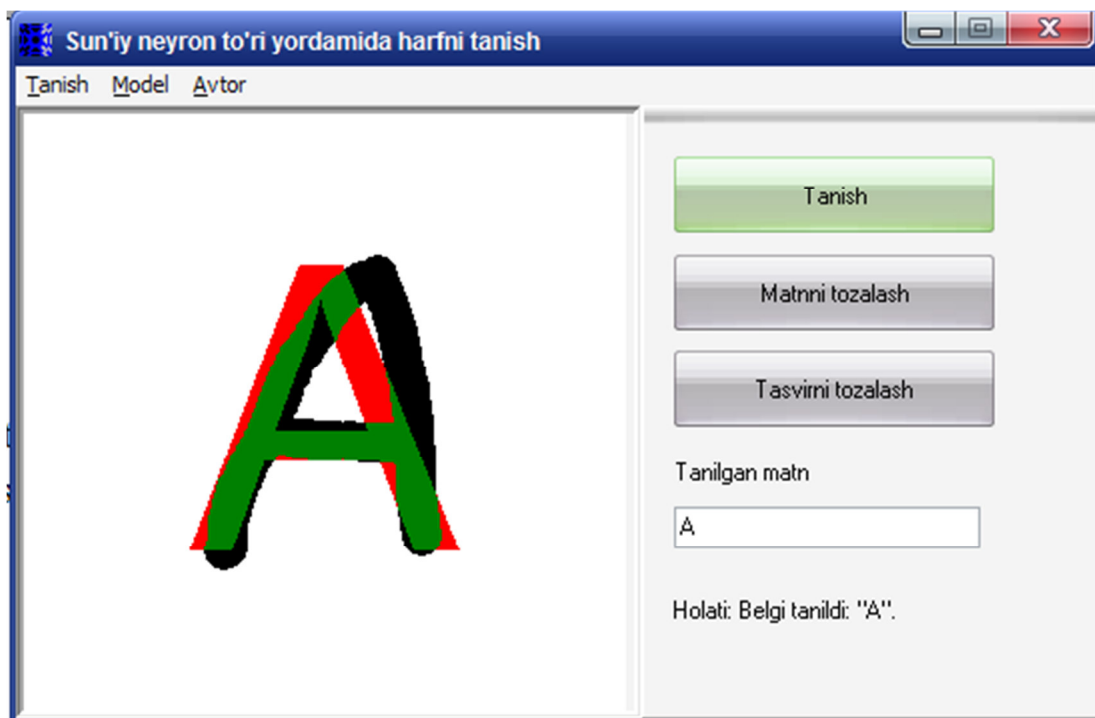 Sun'iy neyron to'ri yordamida harfni tanish
Tanish Model Avtor
A
Tanish
Matnni tozalash
Tasvirni tozalash
Tanilgan matn
A
Holati: Belgi tanildi: "A".